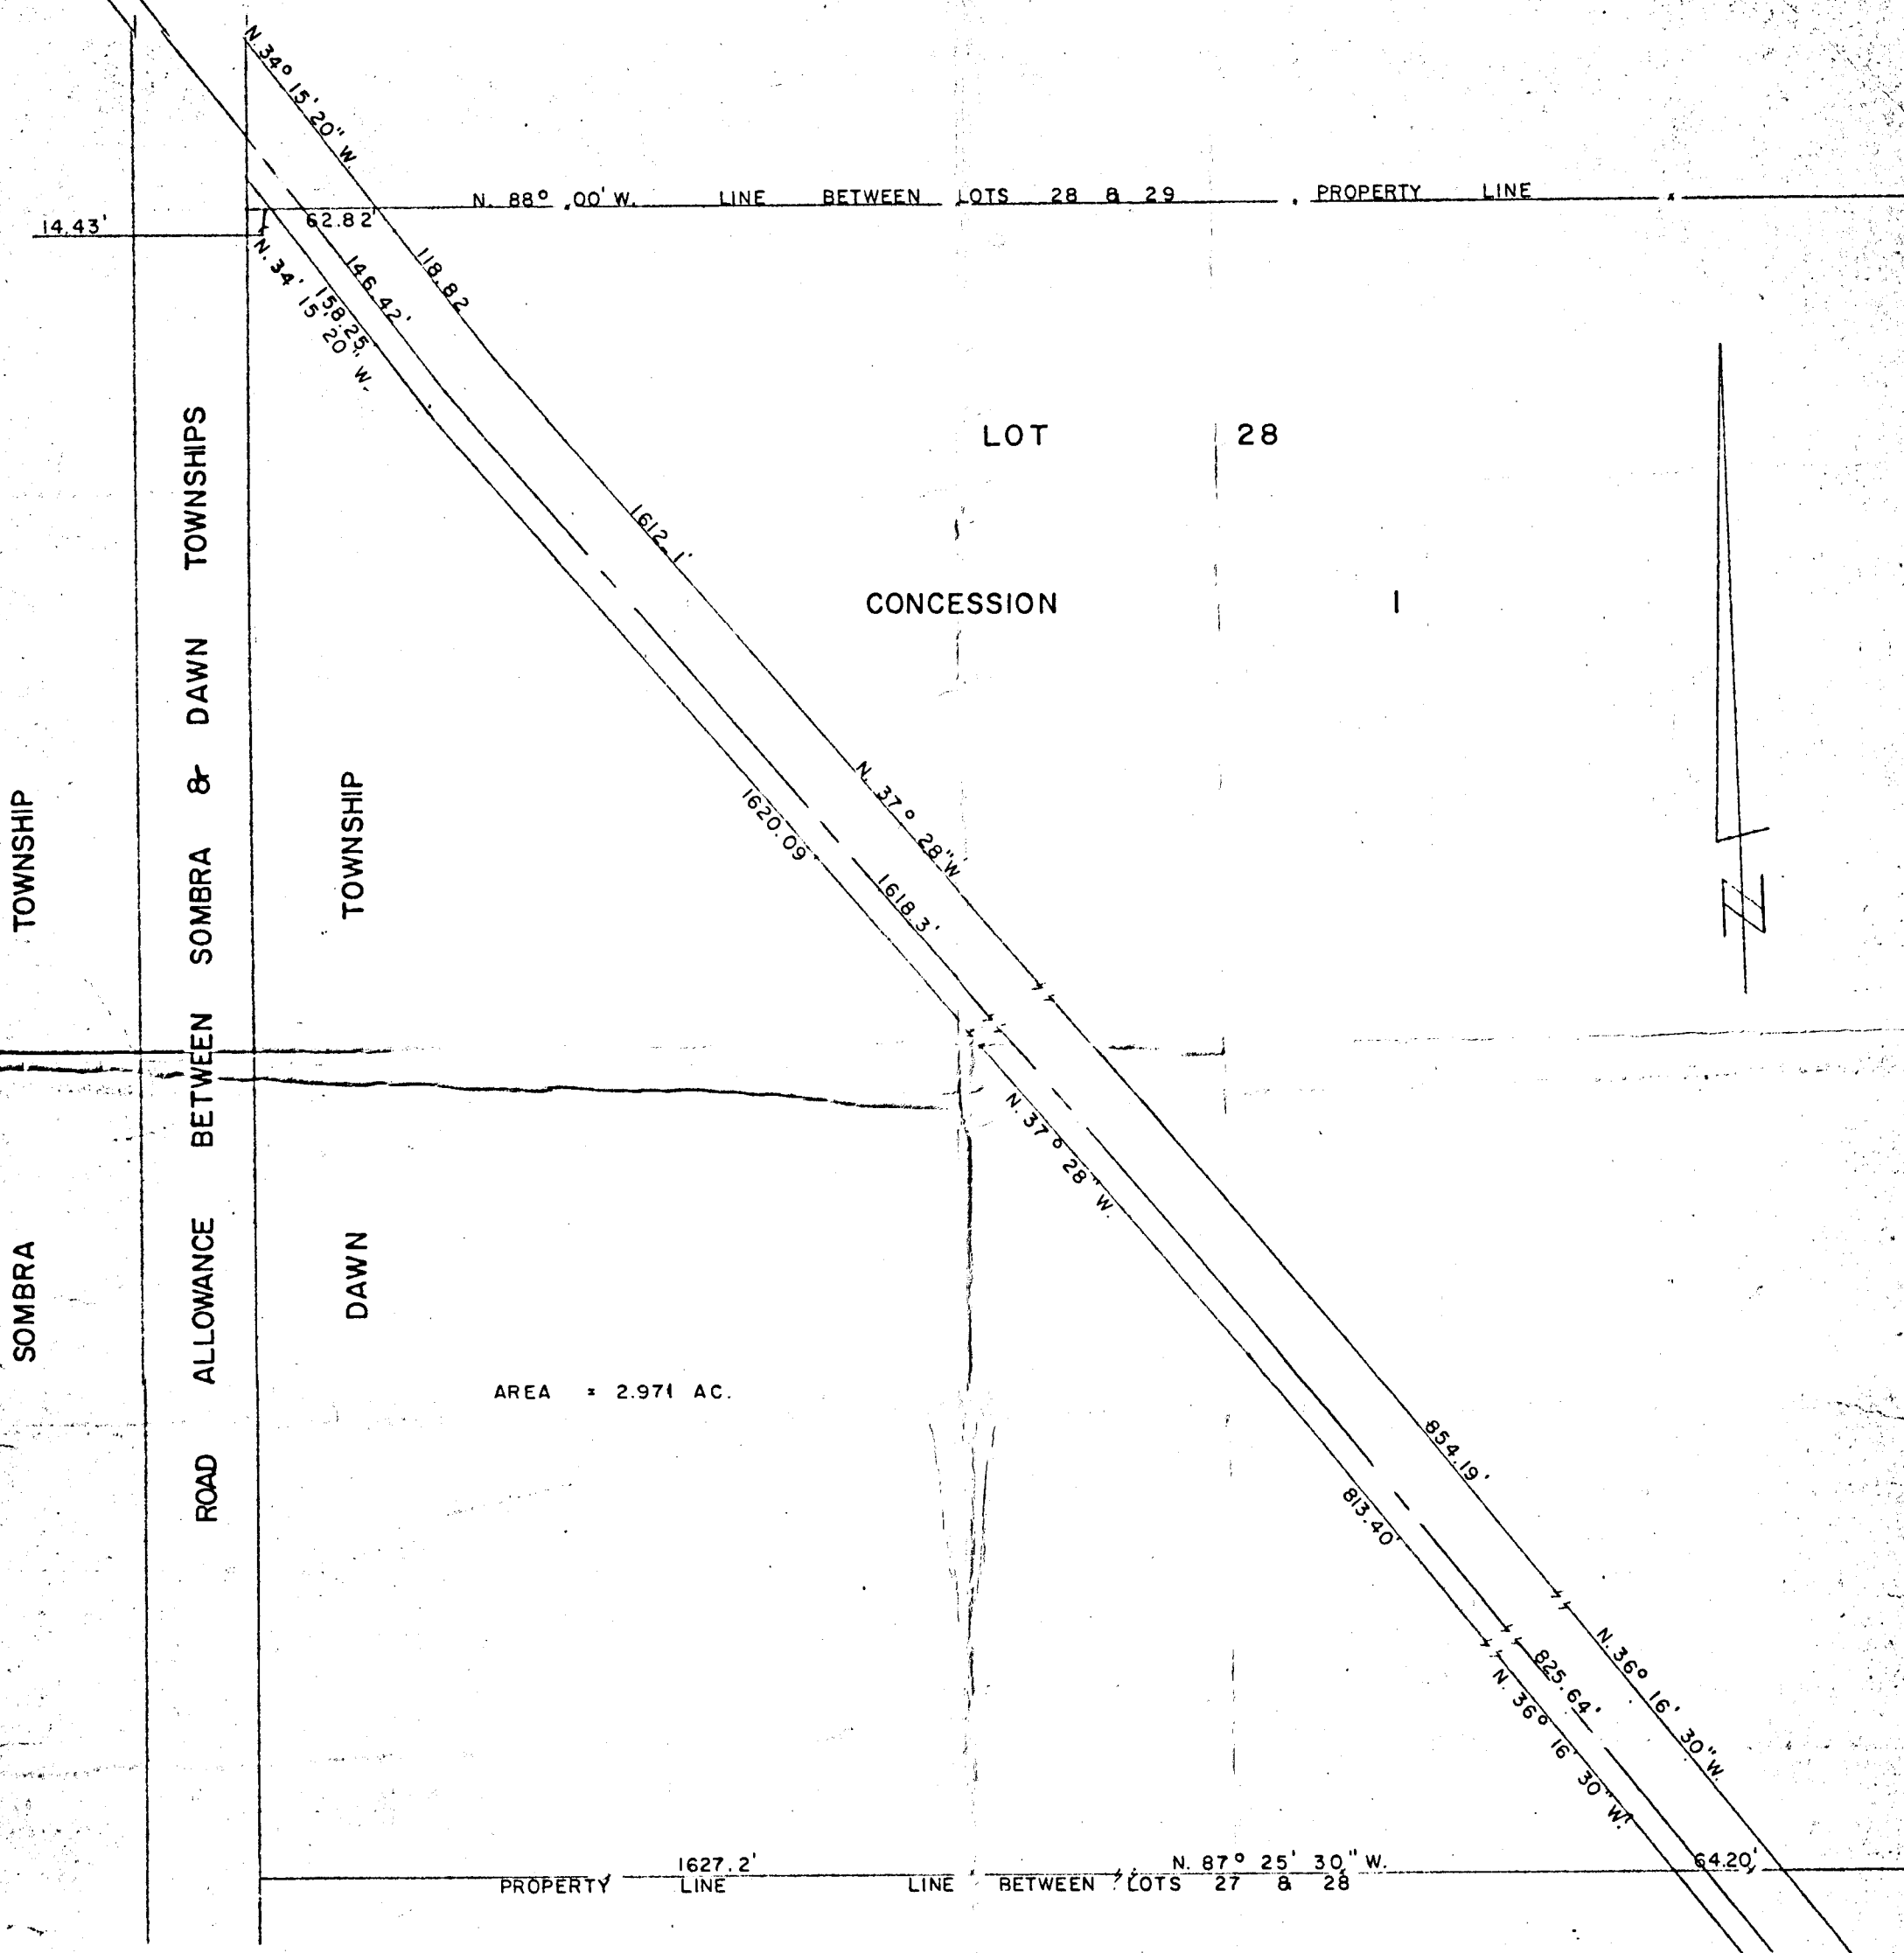 N. 34° 15' 20" W.
N. 88° 00' W. LINE BETWEEN LOTS 28 & 29 PROPERTY LINE
14.43'
62.82'
118.82
146.42'
158.25
N. 34' 15' 20" W.
LOT 28
CONCESSION 1
1612.1'
N. 37° 28" W
1620.09'
1618.3'
N. 37° 28" W.
SOMBRA TOWNSHIP
ROAD ALLOWANCE BETWEEN SOMBRA & DAWN TOWNSHIPS
DAWN TOWNSHIP
N
AREA = 2.971 AC.
854.19'
813.40'
825.64'
N. 36° 16' 30" W.
N. 36° 16' 30" W.
1627.2' N. 87° 25' 30" W. 64.20'
PROPERTY LINE LINE BETWEEN LOTS 27 & 28